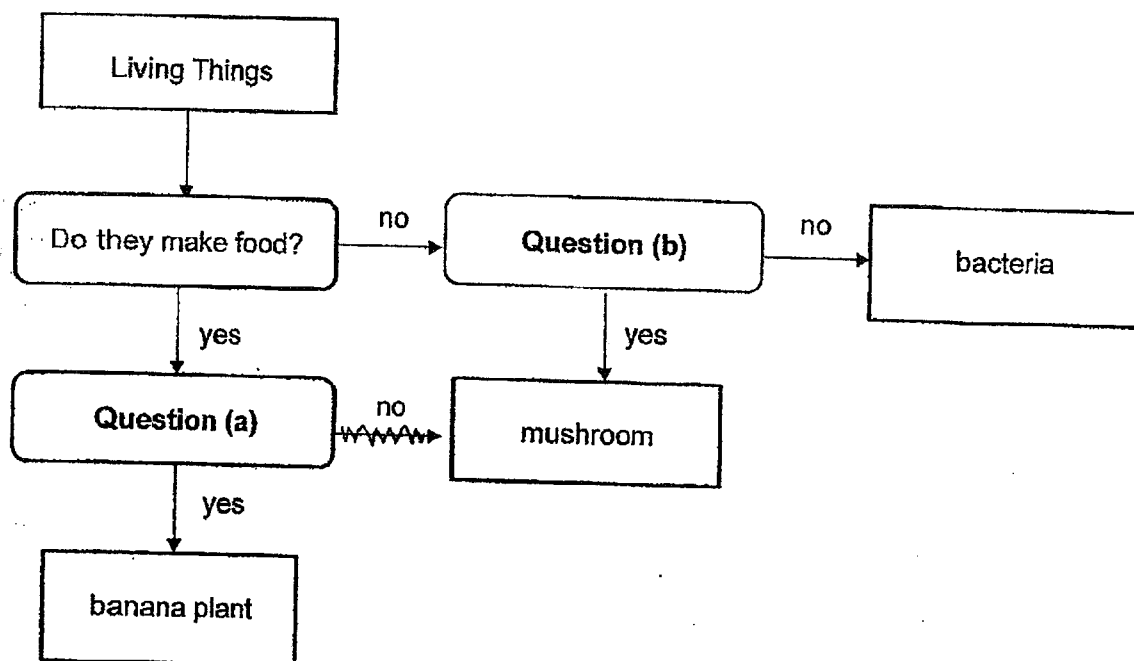 Living Things
Do they make food?
no
Question (b)
no
bacteria
yes
yes
Question (a)
no
mushroom
yes
banana plant